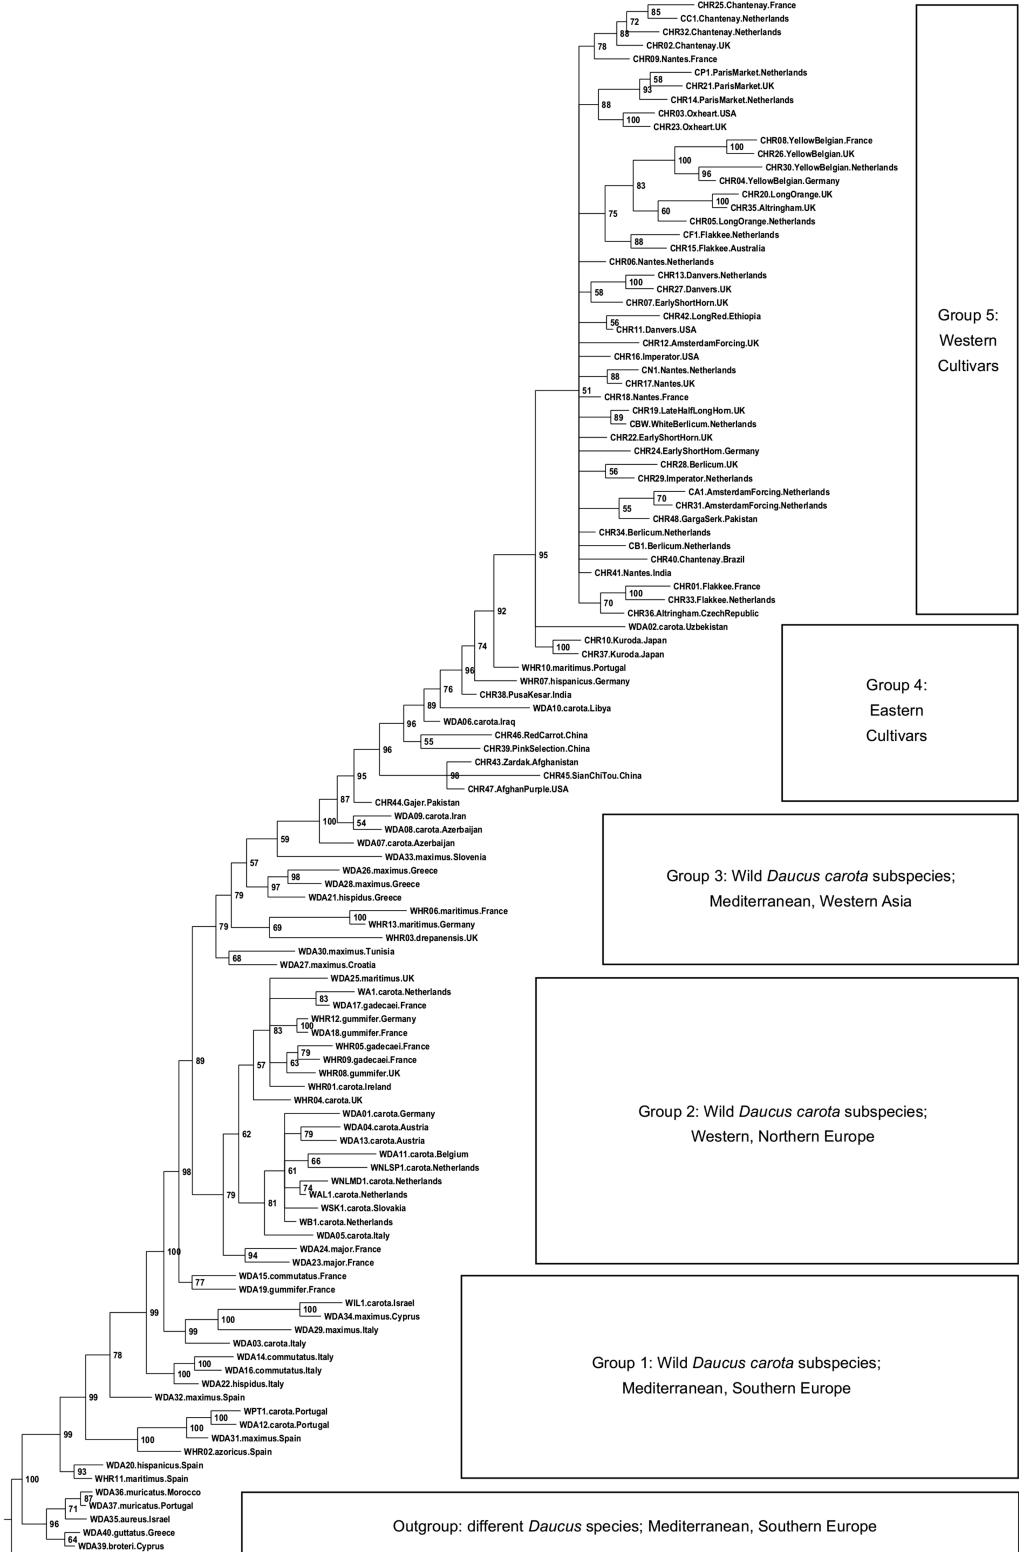 CHR25.Chantenay.France
85
CC1.Chantenay.Netherlands
72
CHR32.Chantenay.Netherlands
88
CHR02.Chantenay.UK
78
CHR09.Nantes.France
CP1.ParisMarket.Netherlands
58
CHR21.ParisMarket.UK
93
CHR14.ParisMarket.Netherlands
88
CHR03.Oxheart.USA
100
CHR23.Oxheart.UK
CHR08.YellowBelgian.France
100
CHR26.YellowBelgian.UK
100
CHR30.YellowBelgian.Netherlands
96
CHR04.YellowBelgian.Germany
83
CHR20.LongOrange.UK
100
CHR35.Altringham.UK
60
CHR05.LongOrange.Netherlands
75
CF1.Flakkee.Netherlands
88
CHR15.Flakkee.Australia
CHR06.Nantes.Netherlands
CHR13.Danvers.Netherlands
100
CHR27.Danvers.UK
58
CHR07.EarlyShortHorn.UK
CHR42.LongRed.Ethiopia
56
CHR11.Danvers.USA
CHR12.AmsterdamForcing.UK
CHR16.Imperator.USA
CN1.Nantes.Netherlands
88
CHR17.Nantes.UK
51
CHR18.Nantes.France
CHR19.LateHalfLongHorn.UK
89
CBW.WhiteBerlicum.Netherlands
CHR22.EarlyShortHorn.UK
CHR24.EarlyShortHorn.Germany
CHR28.Berlicum.UK
56
CHR29.Imperator.Netherlands
CA1.AmsterdamForcing.Netherlands
70
CHR31.AmsterdamForcing.Netherlands
55
CHR48.GargaSerk.Pakistan
CHR34.Berlicum.Netherlands
CB1.Berlicum.Netherlands
95
CHR40.Chantenay.Brazil
CHR41.Nantes.India
CHR01.Flakkee.France
100
CHR33.Flakkee.Netherlands
70
CHR36.Altringham.CzechRepublic
92
WDA02.carota.Uzbekistan
CHR10.Kuroda.Japan
100
CHR37.Kuroda.Japan
74
WHR10.maritimus.Portugal
96
WHR07.hispanicus.Germany
76
CHR38.PusaKesar.India
89
WDA10.carota.Libya
96
WDA06.carota.Iraq
CHR46.RedCarrot.China
55
CHR39.PinkSelection.China
96
CHR43.Zardak.Afghanistan
95
98
CHR45.SianChiTou.China
CHR47.AfghanPurple.USA
87
CHR44.Gajer.Pakistan
100
WDA09.carota.Iran
54
WDA08.carota.Azerbaijan
59
WDA07.carota.Azerbaijan
57
WDA33.maximus.Slovenia
WDA26.maximus.Greece
98
WDA28.maximus.Greece
97
WDA21.hispidus.Greece
79
WHR06.maritimus.France
100
WHR13.maritimus.Germany
79
69
WHR03.drepanensis.UK
WDA30.maximus.Tunisia
68
WDA27.maximus.Croatia
WDA25.maritimus.UK
WA1.carota.Netherlands
83
WDA17.gadecaei.France
WHR12.gummifer.Germany
83
100
WDA18.gummifer.France
WHR05.gadecaei.France
79
89
57
63
WHR09.gadecaei.France
WHR08.gummifer.UK
WHR01.carota.Ireland
WHR04.carota.UK
WDA01.carota.Germany
WDA04.carota.Austria
62
79
WDA13.carota.Austria
WDA11.carota.Belgium
66
WNLSP1.carota.Netherlands
98
61
WNLMD1.carota.Netherlands
74
WAL1.carota.Netherlands
79
81
WSK1.carota.Slovakia
WB1.carota.Netherlands
WDA05.carota.Italy
WDA24.major.France
100
94
WDA23.major.France
WDA15.commutatus.France
77
WDA19.gummifer.France
99
WIL1.carota.Israel
100
WDA34.maximus.Cyprus
100
WDA29.maximus.Italy
99
WDA03.carota.Italy
78
WDA14.commutatus.Italy
100
WDA16.commutatus.Italy
100
WDA22.hispidus.Italy
99
WDA32.maximus.Spain
WPT1.carota.Portugal
100
WDA12.carota.Portugal
100
WDA31.maximus.Spain
99
100
WHR02.azoricus.Spain
WDA20.hispanicus.Spain
93
WHR11.maritimus.Spain
100
WDA36.muricatus.Morocco
87
WDA37.muricatus.Portugal
71
WDA35.aureus.Israel
96
WDA40.guttatus.Greece
64
WDA39.broteri.Cyprus
Group 5:
Western
Cultivars
Group 4:
Eastern
Cultivars
Group 3: Wild Daucus carota subspecies;
Mediterranean, Western Asia
Group 2: Wild Daucus carota subspecies;
Western, Northern Europe
Group 1: Wild Daucus carota subspecies;
Mediterranean, Southern Europe
Outgroup: different Daucus species; Mediterranean, Southern Europe